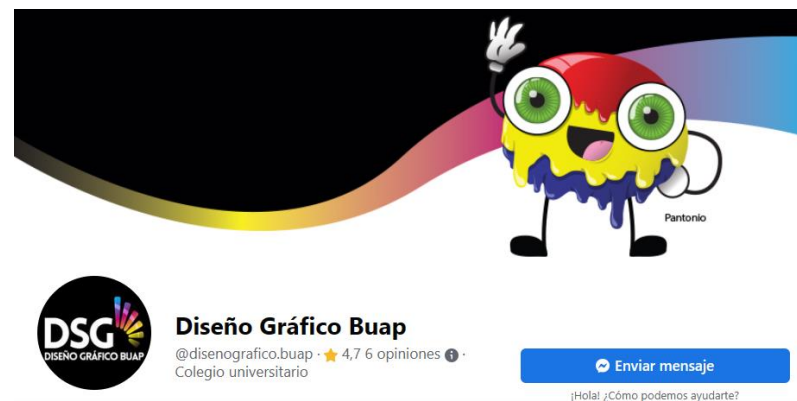 Pantonio
DSG
DISEÑO GRÁFICO BUAP
Diseño Gráfico Buap
@disenografico.buap · 4,7 6 opiniones ·
Colegio universitario
Enviar mensaje
¡Hola! ¿Cómo podemos ayudarte?